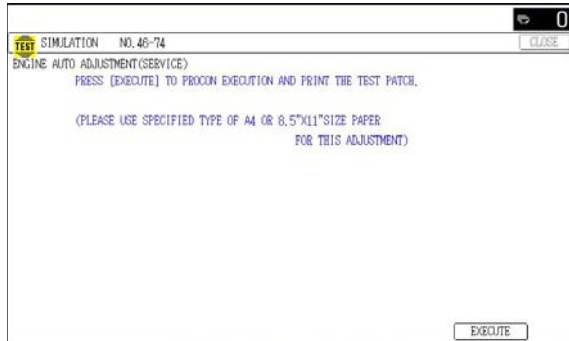 0
TEST SIMULATION NO.46-74 CLOSE
ENGINE AUTO ADJUSTMENT(SERVICE)
PRESS [EXECUTE] TO PROCON EXECUTION AND PRINT THE TEST PATCH.
(PLEASE USE SPECIFIED TYPE OF A4 OR 8.5"X11"SIZE PAPER
FOR THIS ADJUSTMENT)
EXECUTE